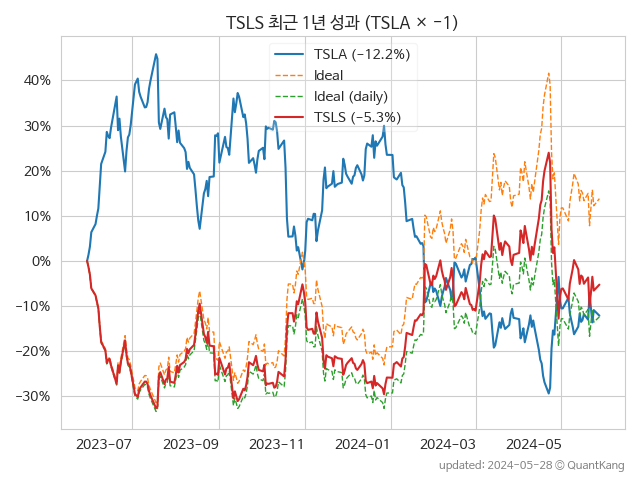 TSLS 최근 1년 성과 (TSLA × −1)
TSLA (−12.2%)
Ideal
Ideal (daily)
TSLS (−5.3%)
40%
30%
20%
10%
0%
−10%
−20%
−30%
2023−07
2023−09
2023−11
2024−01
2024−03
2024−05
updated: 2024−05−28 © QuantKang